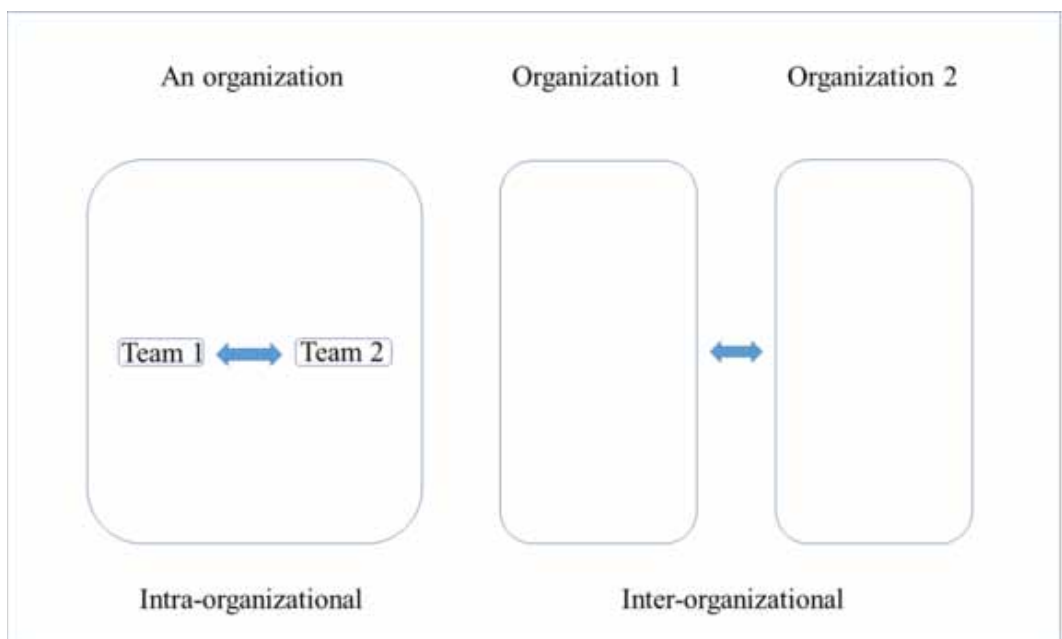 An organization
Organization 1
Organization 2
Team 1
Team 2
Intra-organizational
Inter-organizational